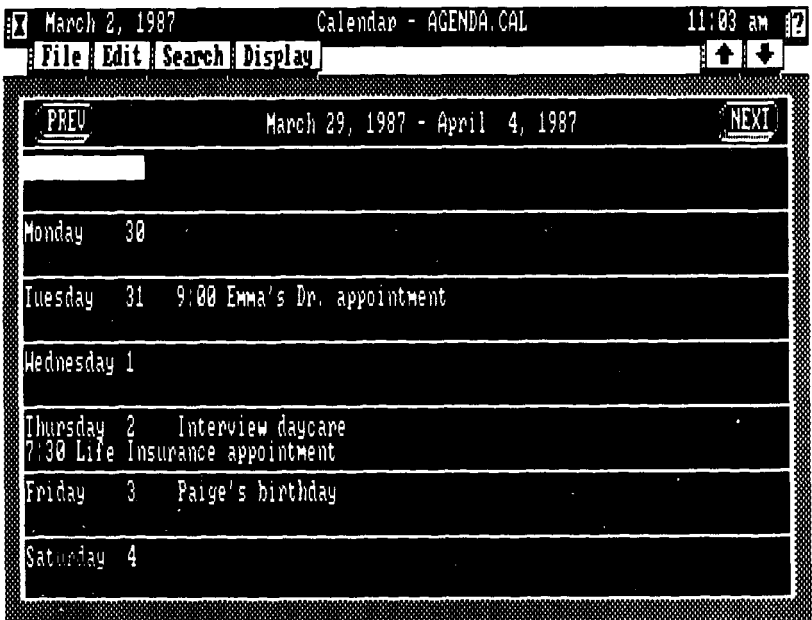 X March 2, 1987 Calendar - AGENDA.CAL 11:03 am ?
File Edit Search Display
PREV March 29, 1987 - April 4, 1987 NEXT
Monday 30
Tuesday 31 9:00 Emma's Dr. appointment
Wednesday 1
Thursday 2 Interview daycare
7:30 Life Insurance appointment
Friday 3 Paige's birthday
Saturday 4